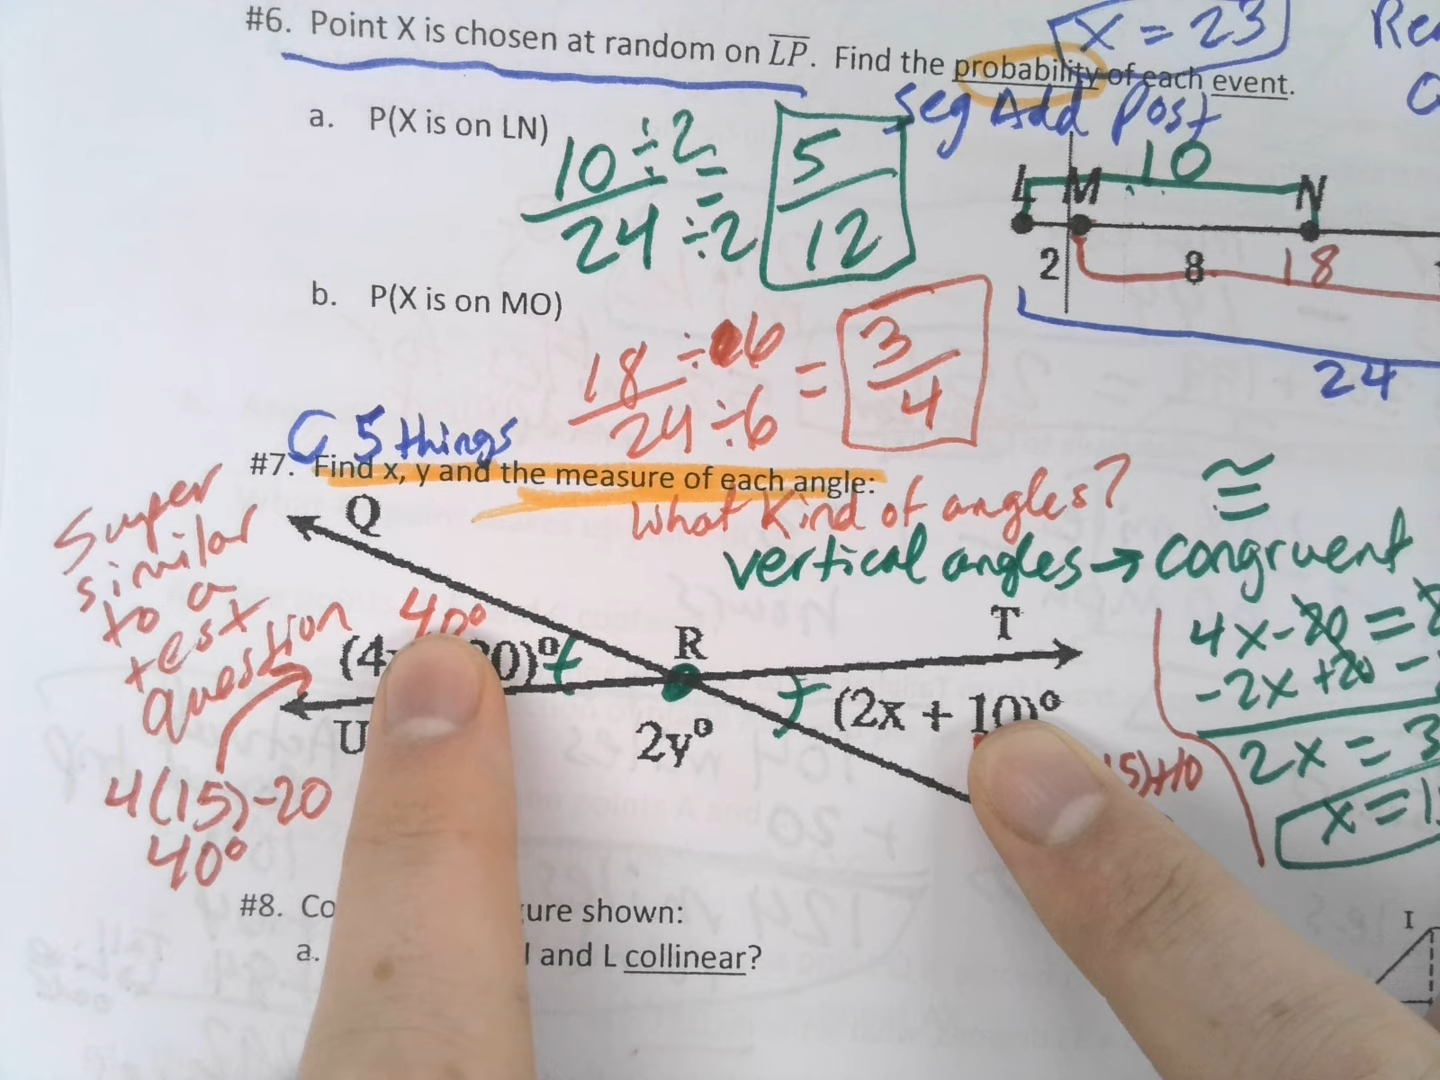 #6. Point X is chosen at random on LP. Find the probability of each event.
x = 23
Seg Add Post
a. P(X is on LN)
10 ÷2 = 5
24 ÷2 12
10
L M N
2 8 18
24
b. P(X is on MO)
18 ÷ 6 = 3
24 ÷6 4
5 things
#7. Find x, y and the measure of each angle:
What kind of angles? ≅
vertical angles → congruent
Super
similar
to a
test
question
Q
40°
R
T
U
2y°
(2x + 10)°
4x-20 =
-2x +20
2x = 3
x = 1
4(15)-20
40°
#8.
ure shown:
a.
and L collinear?
I